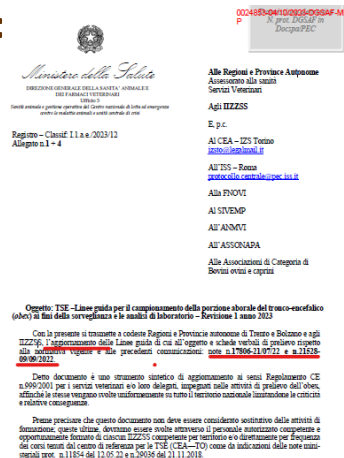 0024853-04/10/2023-DGSAF-M
P
N. prot. DGSAF in
Docspa/PEC
Ministero della Salute
DIREZIONE GENERALE DELLA SANITA' ANIMALE E
DEI FARMACI VETERINARI
Ufficio 3
Sanità animale e gestione operativa del Centro nazionale di lotta ed emergenza
contro le malattie animali e unità centrale di crisi
Registro – Classif: I.1.a.e./2023/12
Allegato n.1 + 4
Alle Regioni e Province Autonome
Assessorato alla sanità
Servizi Veterinari
Agli IIZZSS
E, p.c.
Al CEA – IZS Torino
izsto@legalmail.it
All'ISS – Roma
protocollo.centrale@pec.iss.it
Alla FNOVI
Al SIVEMP
All'ANMVI
All'ASSONAPA
Alle Associazioni di Categoria di
Bovini ovini e caprini
Oggetto: TSE –Linee guida per il campionamento della porzione aborale del tronco-encefalico
(obex) ai fini della sorveglianza e le analisi di laboratorio – Revisione 1 anno 2023
Con la presente si trasmette a codeste Regioni e Provincie autonome di Trento e Bolzano e agli
IIZZSS, l'aggiornamento delle Linee guida di cui all'oggetto e schede verbali di prelievo rispetto
alla normativa vigente e alle precedenti comunicazioni: note n.17806-21/07/22 e n.21628-
09/09/2022.
Detto documento è uno strumento sintetico di aggiornamento ai sensi Regolamento CE
n.999/2001 per i servizi veterinari e/o loro delegati, impegnati nelle attività di prelievo dell'obex,
affinché le stesse vengano svolte uniformemente su tutto il territorio nazionale limitandone le criticità
e relative conseguenze.
Preme precisare che questo documento non deve essere considerato sostitutivo delle attività di
formazione; queste ultime, dovranno essere svolte attraverso il personale autorizzato competente e
opportunamente formato di ciascun IIZZSS competente per territorio e/o direttamente per frequenza
dei corsi tenuti dal centro di referenza per le TSE (CEA—TO) come da indicazioni delle note mini-
steriali prot. n.11854 del 12.05.22 e n.29036 del 21.11.2018.